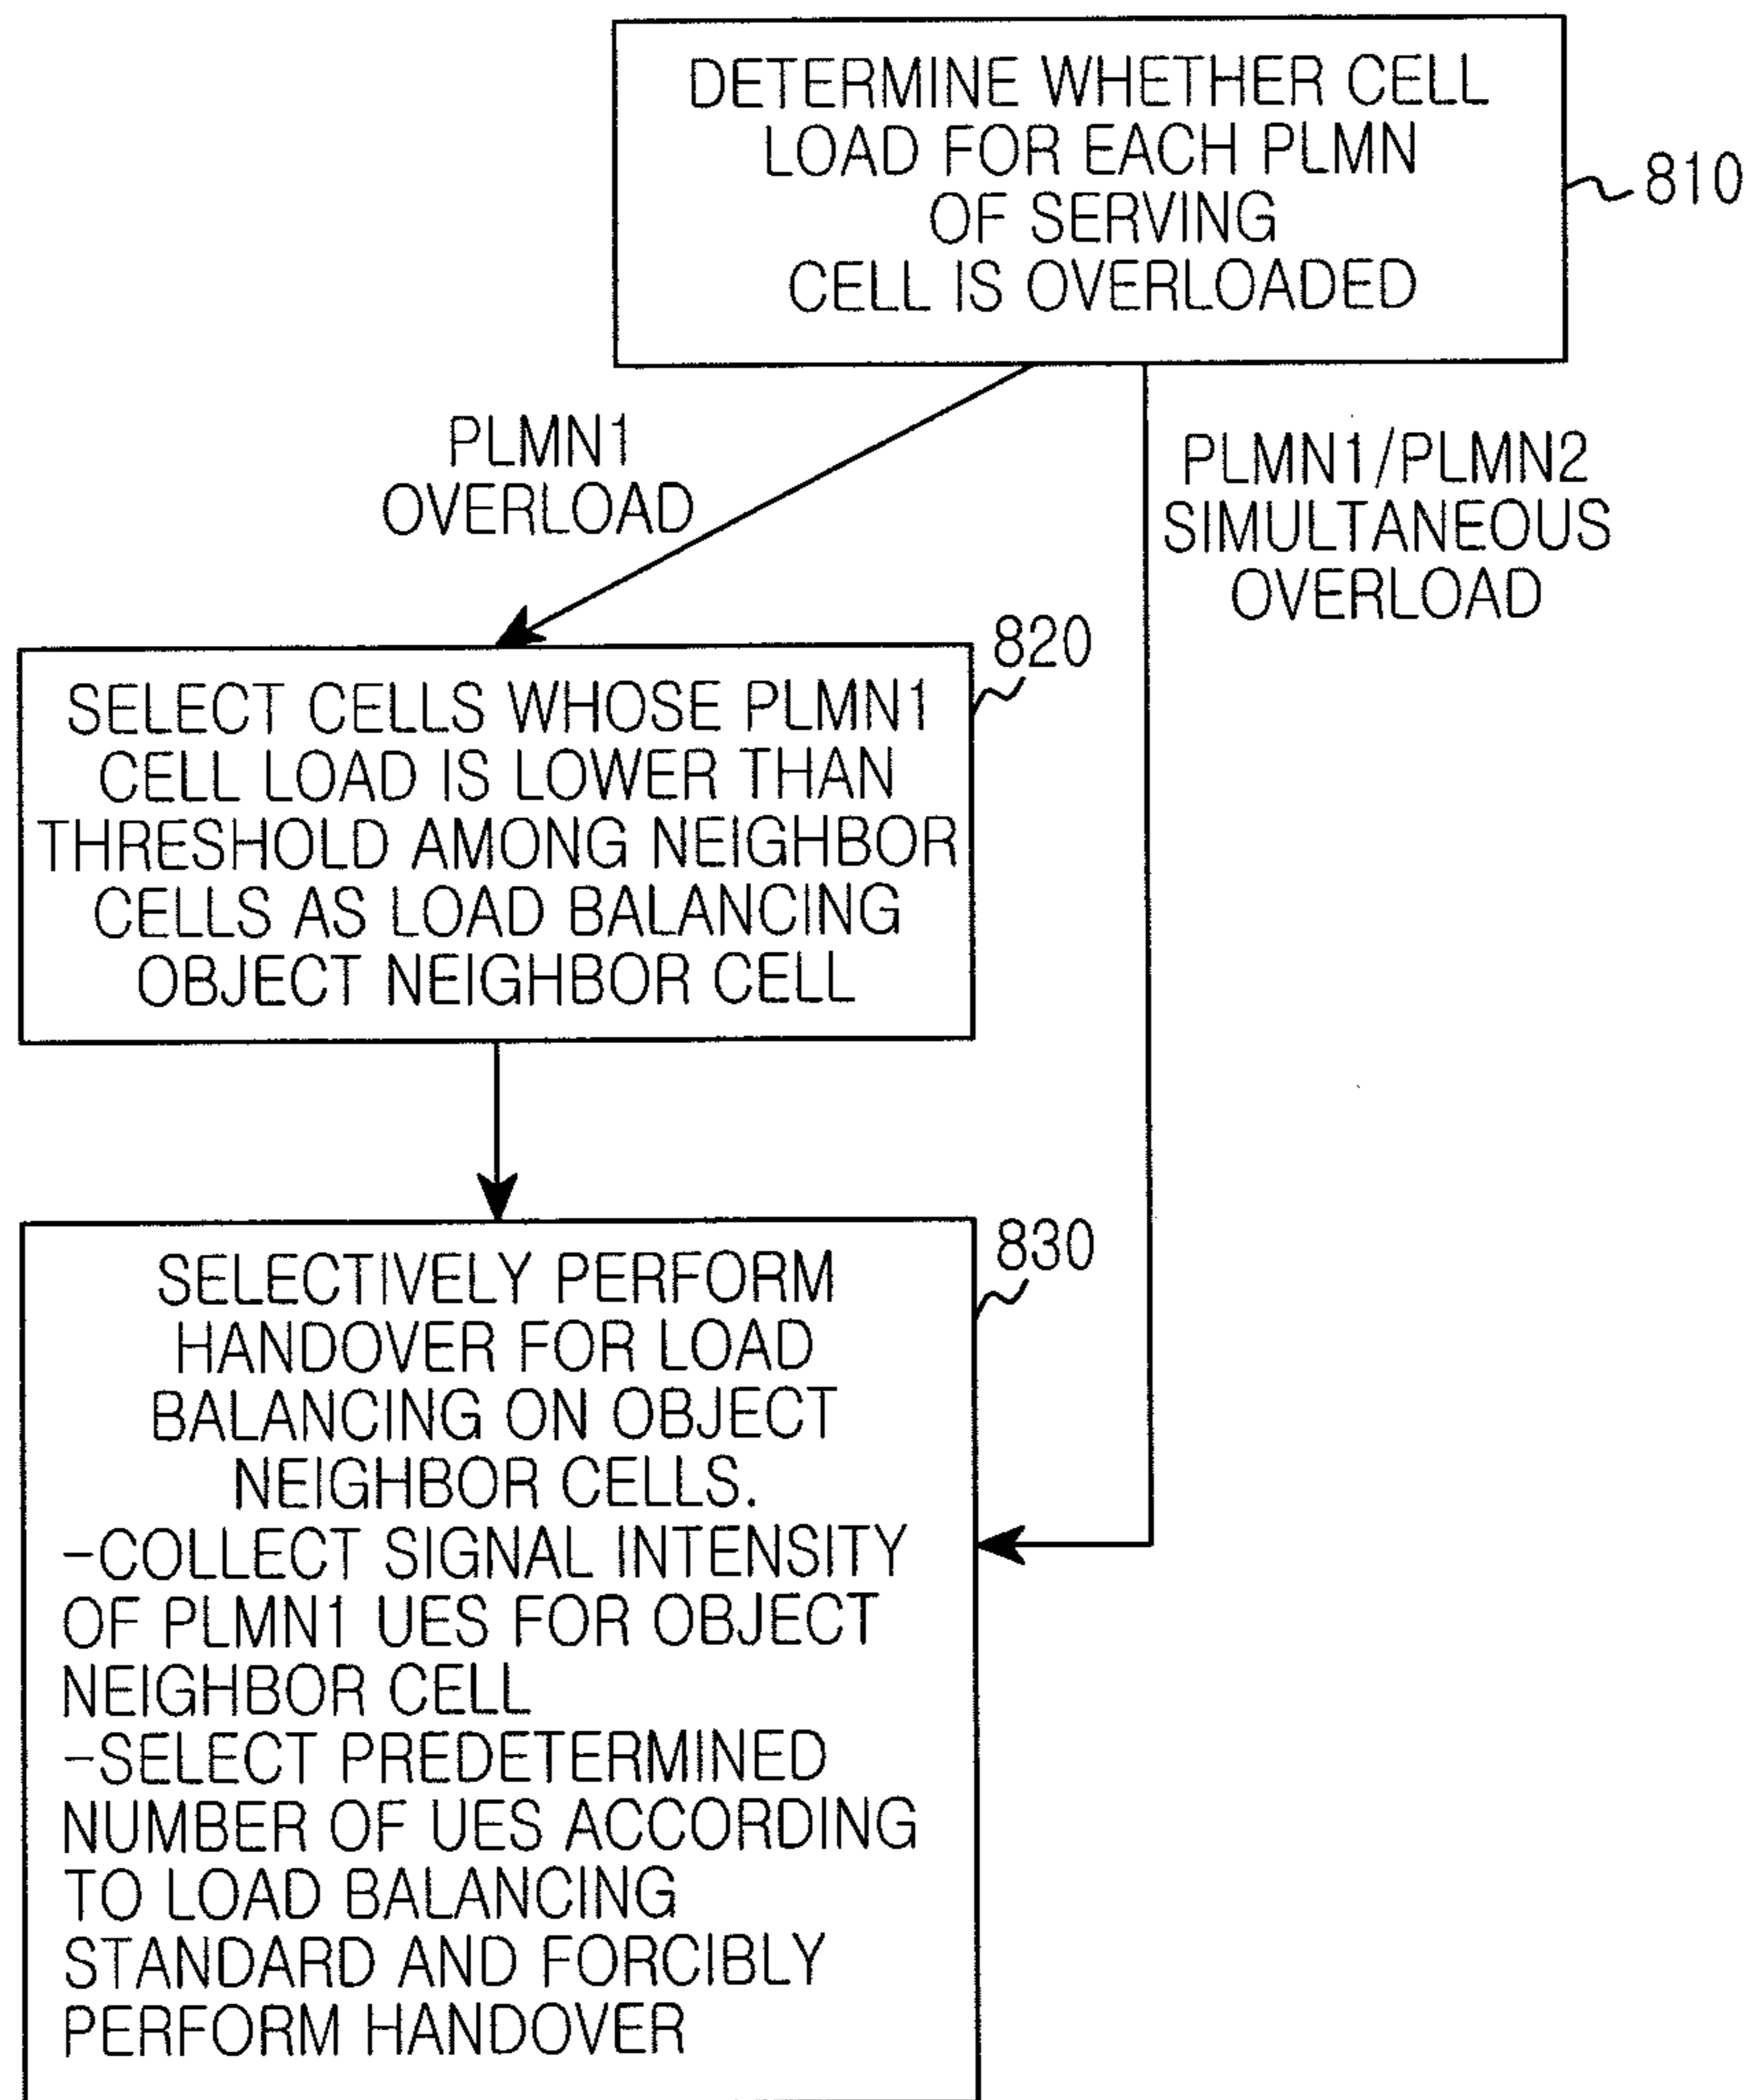 DETERMINE WHETHER CELL
LOAD FOR EACH PLMN
OF SERVING
CELL IS OVERLOADED
810
PLMN1
OVERLOAD
PLMN1/PLMN2
SIMULTANEOUS
OVERLOAD
820
SELECT CELLS WHOSE PLMN1
CELL LOAD IS LOWER THAN
THRESHOLD AMONG NEIGHBOR
CELLS AS LOAD BALANCING
OBJECT NEIGHBOR CELL
830
SELECTIVELY PERFORM
HANDOVER FOR LOAD
BALANCING ON OBJECT
NEIGHBOR CELLS.
-COLLECT SIGNAL INTENSITY
OF PLMN1 UES FOR OBJECT
NEIGHBOR CELL
-SELECT PREDETERMINED
NUMBER OF UES ACCORDING
TO LOAD BALANCING
STANDARD AND FORCIBLY
PERFORM HANDOVER